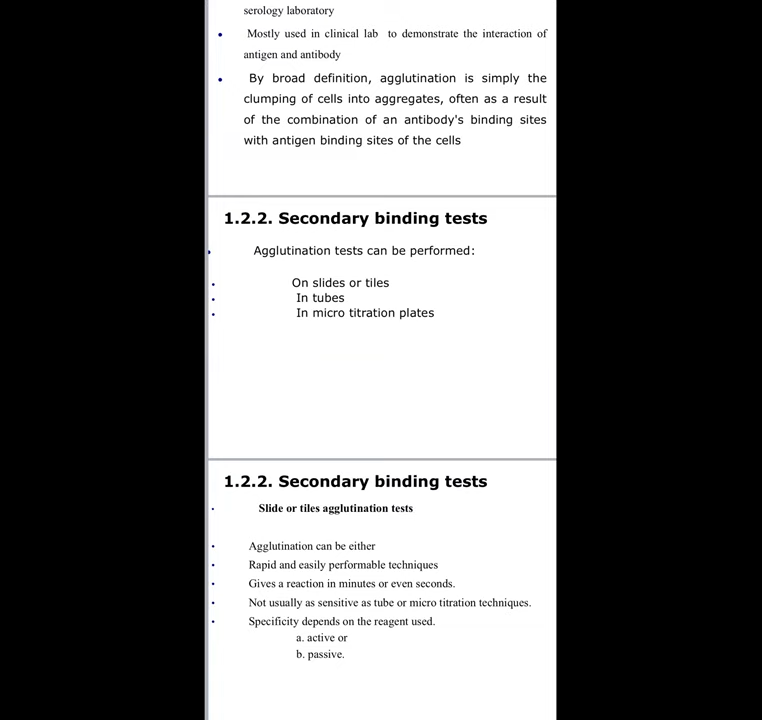 serology laboratory
• Mostly used in clinical lab to demonstrate the interaction of
antigen and antibody
• By broad definition, agglutination is simply the
clumping of cells into aggregates, often as a result
of the combination of an antibody's binding sites
with antigen binding sites of the cells
1.2.2. Secondary binding tests
• Agglutination tests can be performed:
• On slides or tiles
• In tubes
• In micro titration plates
1.2.2. Secondary binding tests
• Slide or tiles agglutination tests
• Agglutination can be either
• Rapid and easily performable techniques
• Gives a reaction in minutes or even seconds.
• Not usually as sensitive as tube or micro titration techniques.
• Specificity depends on the reagent used.
a. active or
b. passive.